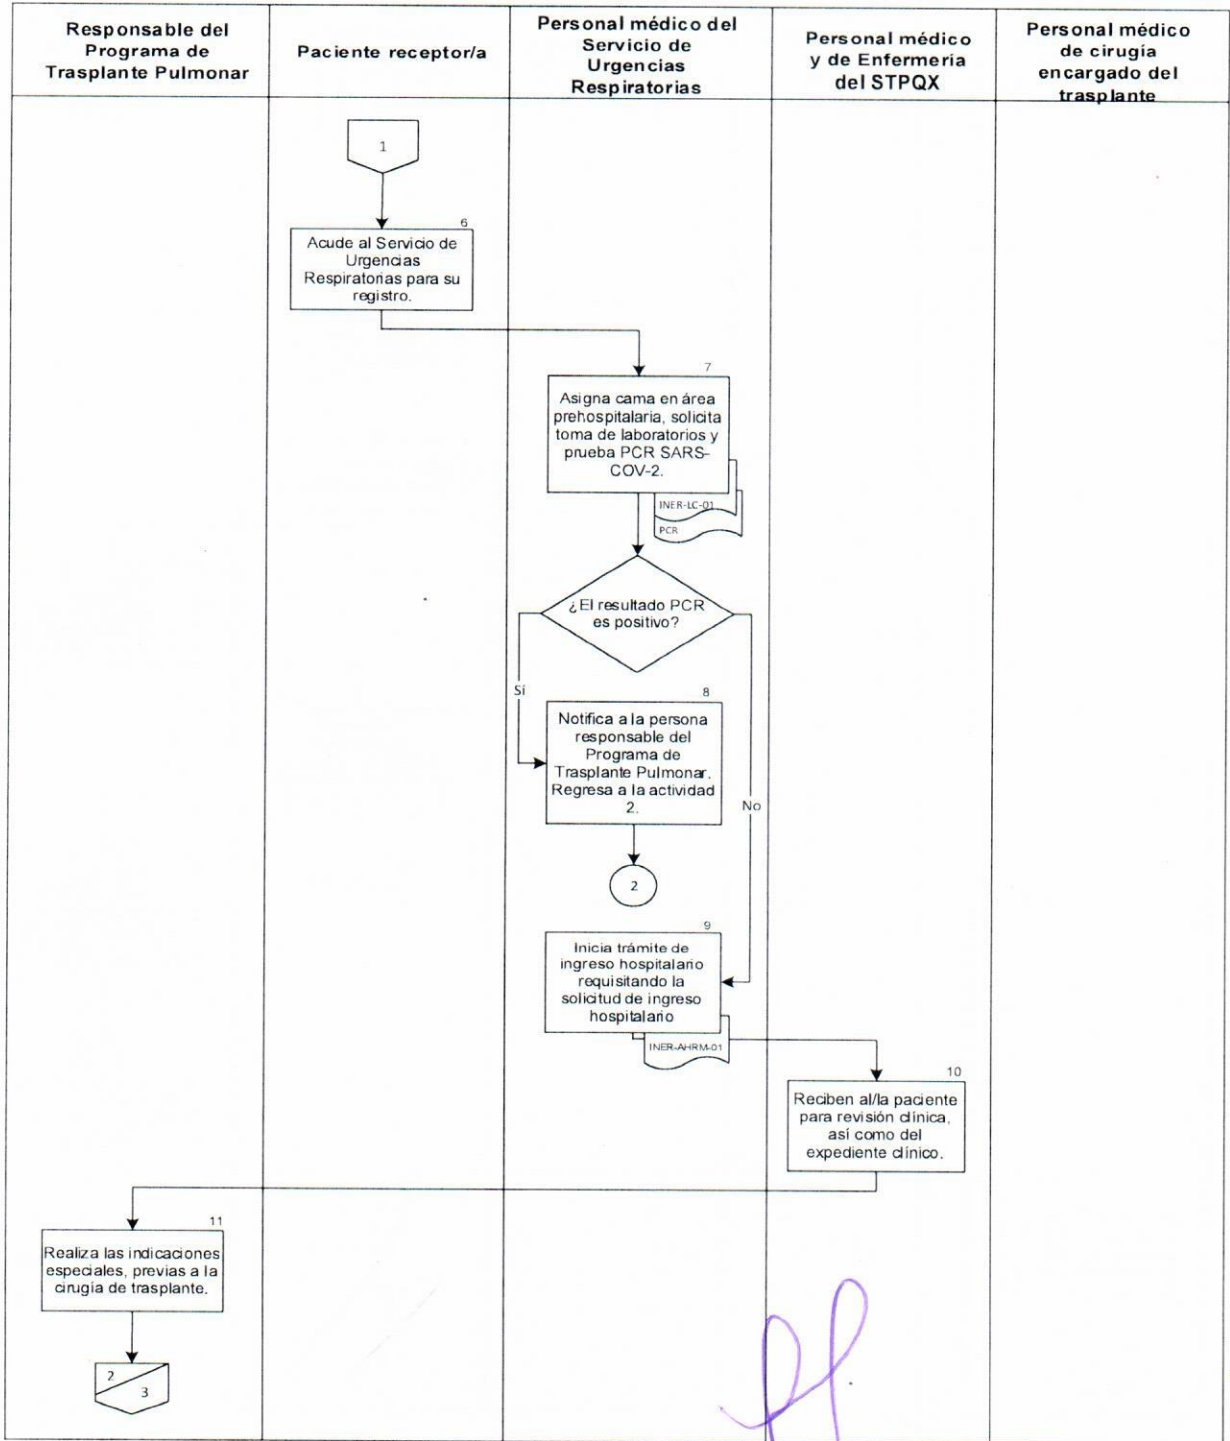 Responsable del
Programa de
Trasplante Pulmonar
Paciente receptor/a
Personal médico del
Servicio de
Urgencias
Respiratorias
Personal médico
y de Enfermería
del STPQX
Personal médico
de cirugía
encargado del
trasplante
1
6
Acude al Servicio de
Urgencias
Respiratorias para su
registro.
7
Asigna cama en área
prehospitalaria, solicita
toma de laboratorios y
prueba PCR SARS-
COV-2.
INER-LC-01
PCR
¿El resultado PCR
es positivo?
Sí
No
8
Notifica a la persona
responsable del
Programa de
Trasplante Pulmonar.
Regresa a la actividad
2.
2
9
Inicia trámite de
ingreso hospitalario
requisitando la
solicitud de ingreso
hospitalario
INER-AHRM-01
10
Reciben al/la paciente
para revisión clínica,
así como del
expediente clínico.
11
Realiza las indicaciones
especiales, previas a la
cirugía de trasplante.
2
3